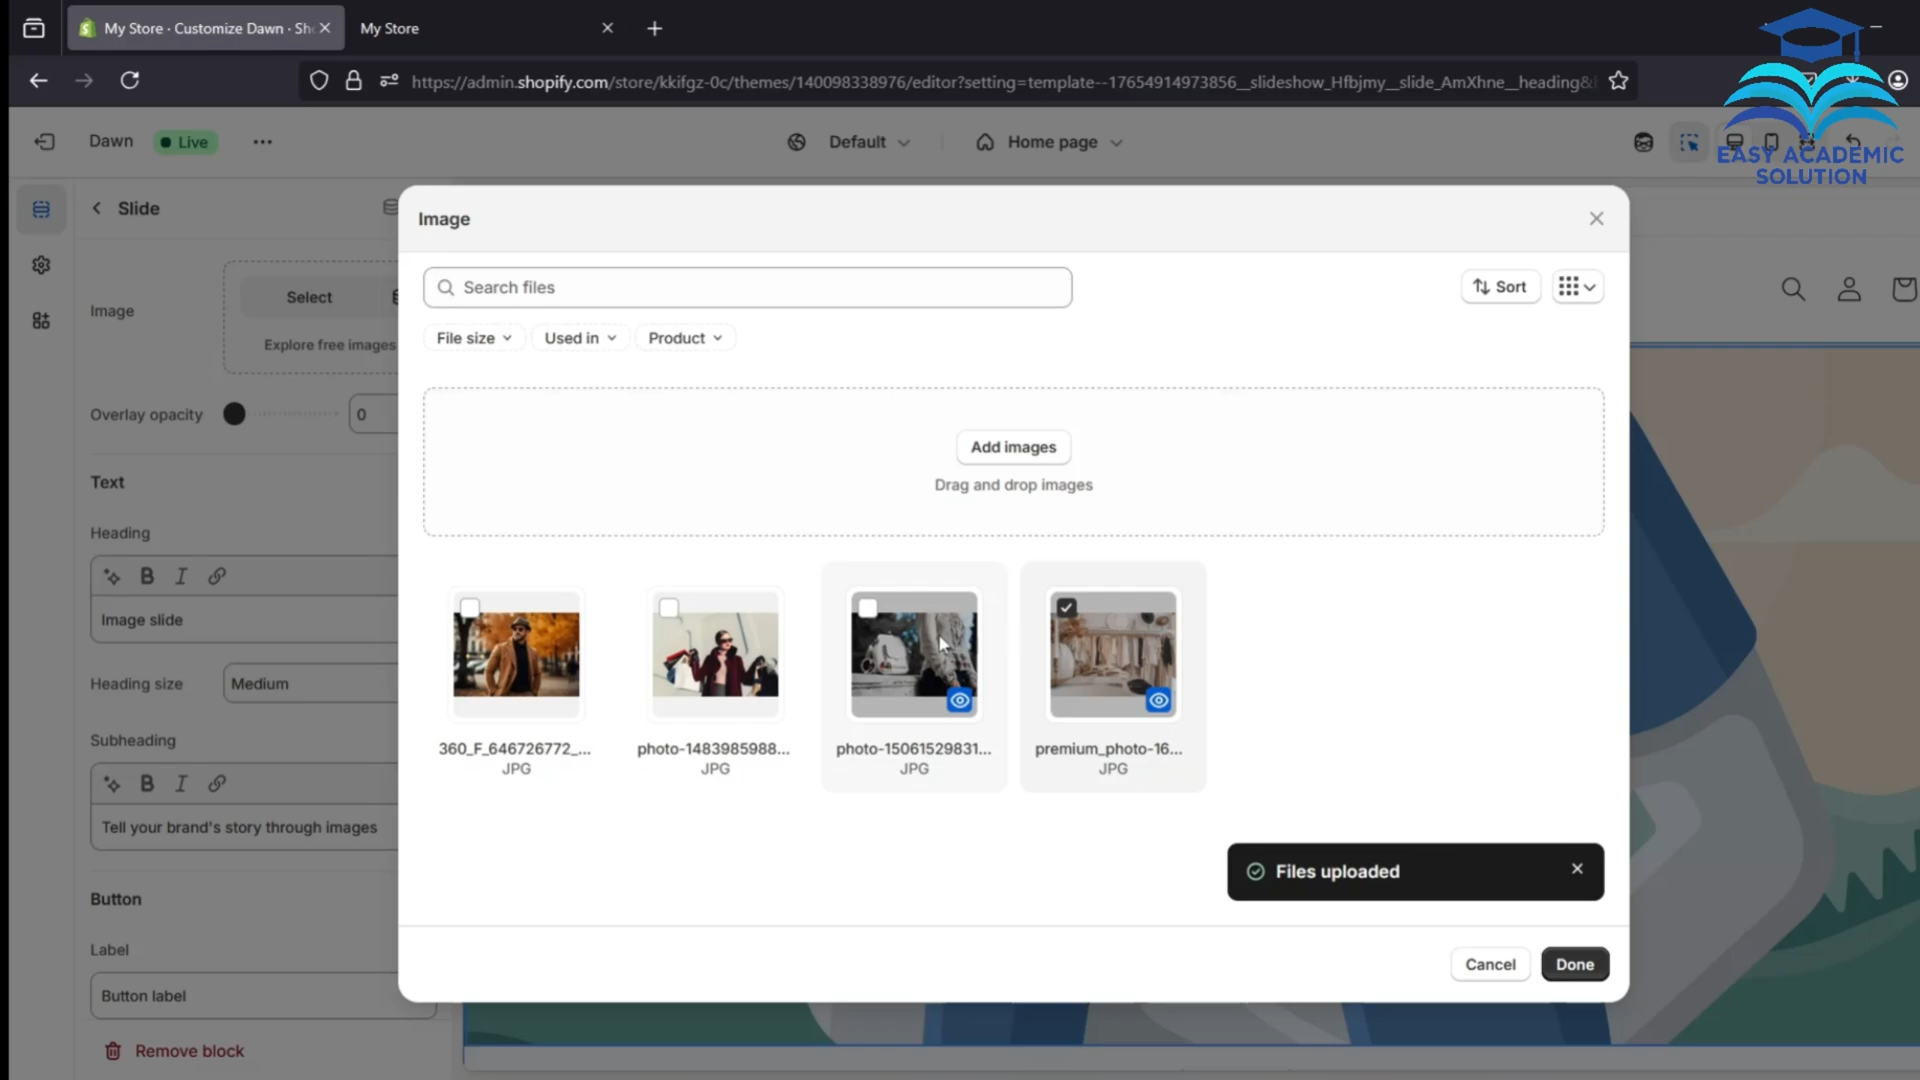 My Store · Customize Dawn · Sh
My Store
https://admin.shopify.com/store/kkifgz-0c/themes/140098338976/editor?setting=template--17654914973856__slideshow_Hfbjmy__slide_AmXhne__heading&
EASY ACADEMIC
SOLUTION
Dawn
Live
Default
Home page
Slide
Image
Select
Explore free images
Overlay opacity
0
Text
Heading
B I
Image slide
Heading size
Medium
Subheading
B I
Tell your brand's story through images
Button
Label
Button label
Remove block
Image
Search files
Sort
File size
Used in
Product
Add images
Drag and drop images
360_F_646726772_...
JPG
photo-1483985988...
JPG
photo-15061529831...
JPG
premium_photo-16...
JPG
Files uploaded
Cancel
Done